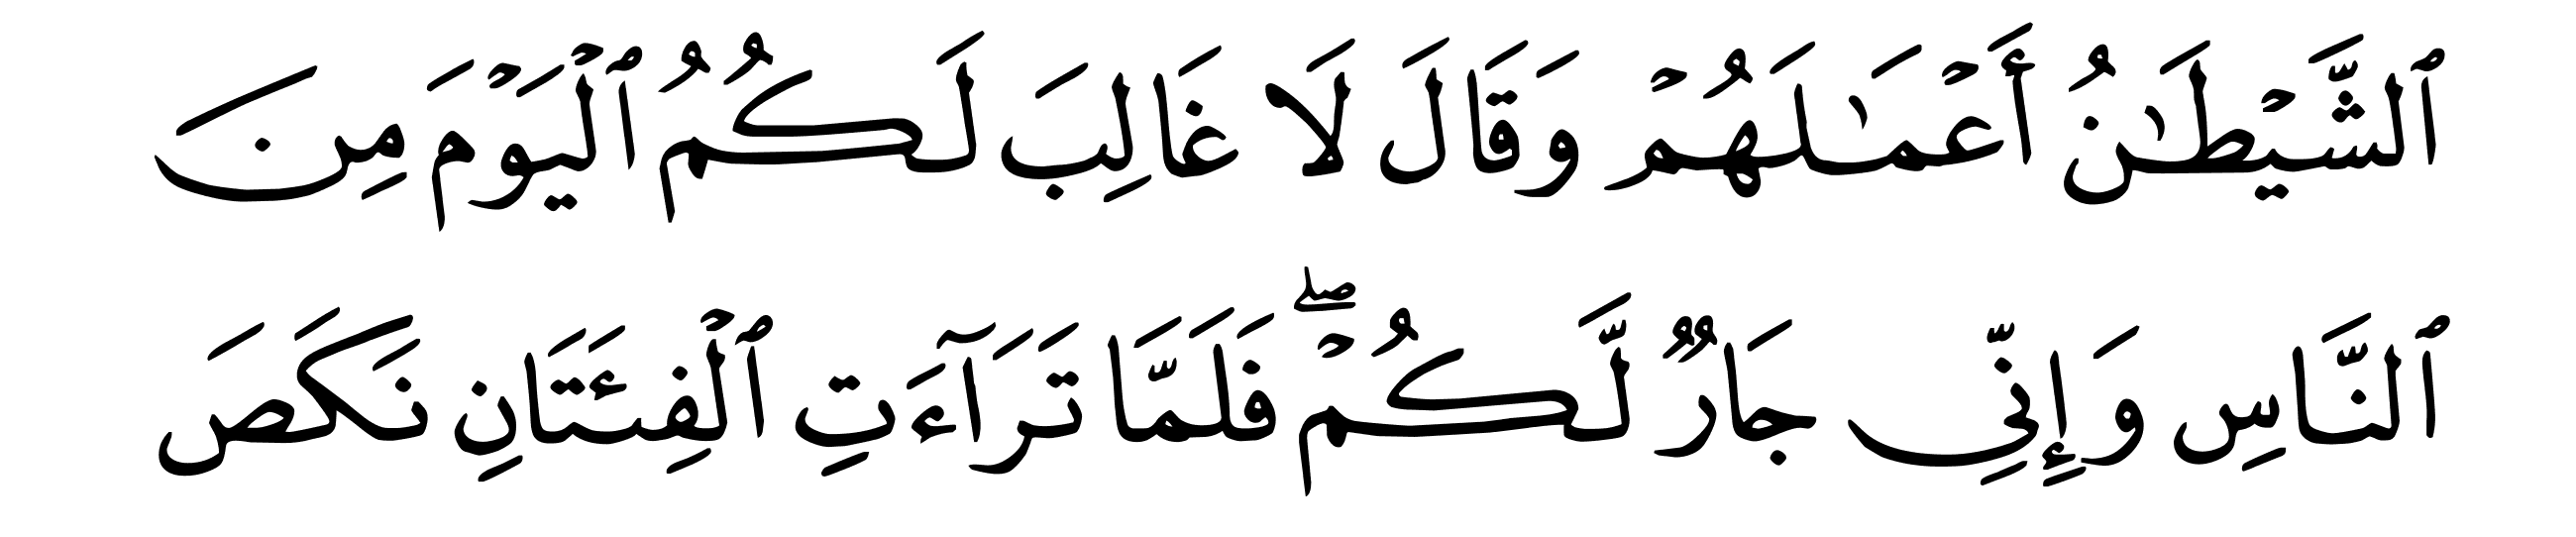 ٱلشَّيۡطَٰنُ أَعۡمَٰلَهُمۡ وَقَالَ لَا غَالِبَ لَكُمُ ٱلۡيَوۡمَ مِنَ
ٱلنَّاسِ وَإِنِّي جَارٞ لَّكُمۡۖ فَلَمَّا تَرَآءَتِ ٱلۡفِئَتَانِ نَكَصَ